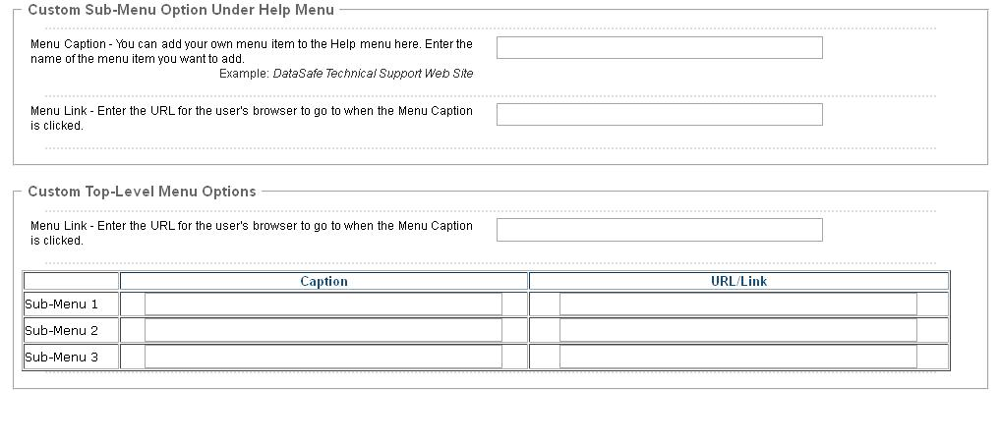 Custom Sub-Menu Option Under Help Menu
Menu Caption - You can add your own menu item to the Help menu here. Enter the
name of the menu item you want to add.
Example: DataSafe Technical Support Web Site
Menu Link - Enter the URL for the user's browser to go to when the Menu Caption
is clicked.
Custom Top-Level Menu Options
Menu Link - Enter the URL for the user's browser to go to when the Menu Caption
is clicked.
Caption URL/Link
Sub-Menu 1
Sub-Menu 2
Sub-Menu 3